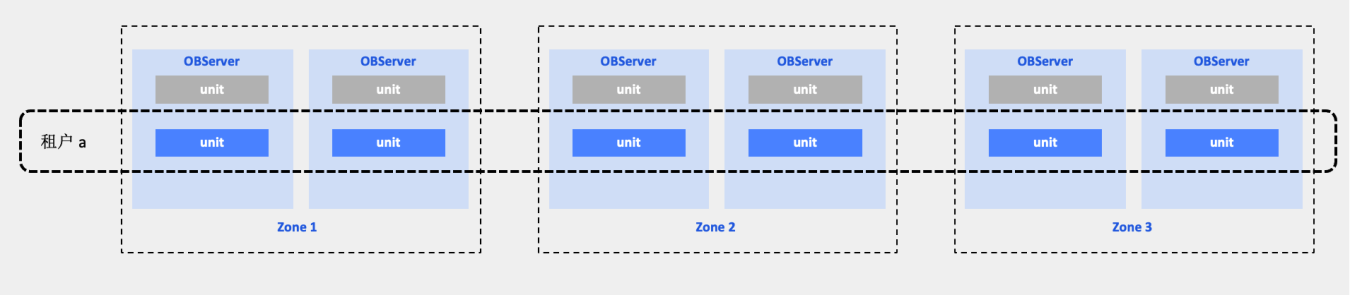 OBServer OBServer OBServer OBServer OBServer OBServer
unit unit unit unit unit unit
租户 a unit unit unit unit unit unit
Zone 1 Zone 2 Zone 3